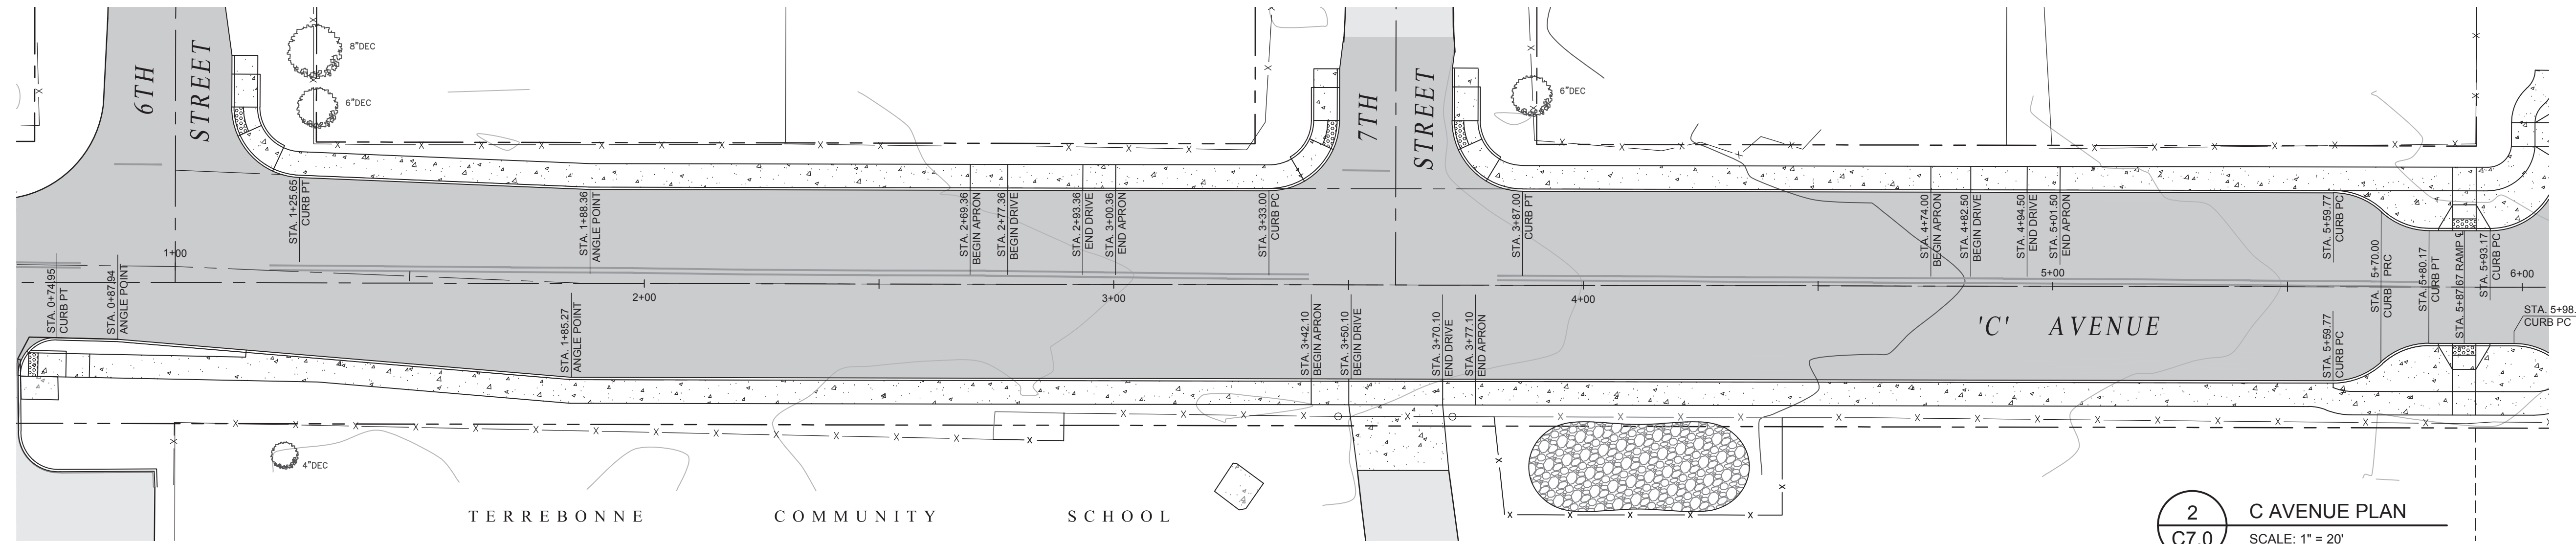 6TH
STREET
8"DEC
6"DEC
7TH
STREET
6"DEC
STA. 1+25.65
CURB PT
STA. 1+88.36
ANGLE POINT
STA. 2+69.36
BEGIN APRON
STA. 2+77.36
BEGIN DRIVE
STA. 2+93.36
END DRIVE
STA. 3+00.36
END APRON
STA. 3+33.00
CURB PC
STA. 3+87.00
CURB PT
STA. 4+74.00
BEGIN APRON
STA. 4+82.50
BEGIN DRIVE
STA. 4+94.50
END DRIVE
STA. 5+01.50
END APRON
STA. 5+59.77
CURB PC
STA. 5+70.00
CURB PRC
STA. 5+80.17
CURB PT
STA. 5+87.67 RAMP ℄
STA. 5+93.17
CURB PC
1+00
2+00
3+00
4+00
5+00
6+00
STA. 0+74.95
CURB PT
STA. 0+87.94
ANGLE POINT
STA. 1+85.27
ANGLE POINT
STA. 3+42.10
BEGIN APRON
STA. 3+50.10
BEGIN DRIVE
STA. 3+70.10
END DRIVE
STA. 3+77.10
END APRON
'C' AVENUE
STA. 5+59.77
CURB PC
STA. 5+98.
CURB PC
4"DEC
TERREBONNE COMMUNITY SCHOOL
2
C7.0
C AVENUE PLAN
SCALE: 1" = 20'